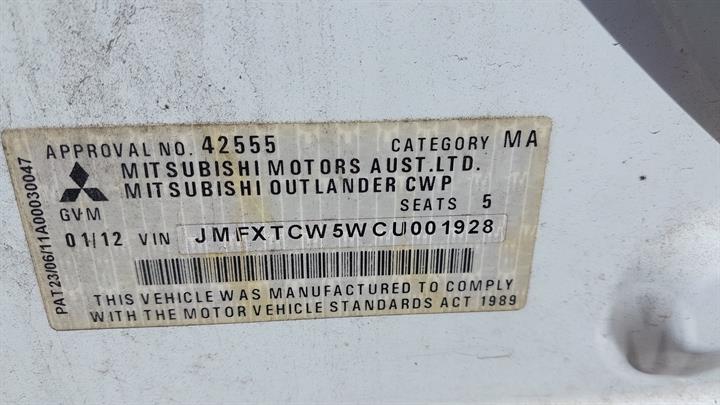 APPROVAL NO. 42555 CATEGORY MA
MITSUBISHI MOTORS AUST.LTD.
MITSUBISHI OUTLANDER CWP
GVM SEATS 5
01/12 VIN JMFXTCW5WCU001928
THIS VEHICLE WAS MANUFACTURED TO COMPLY
WITH THE MOTOR VEHICLE STANDARDS ACT 1989
PAT23/06/11A00030047